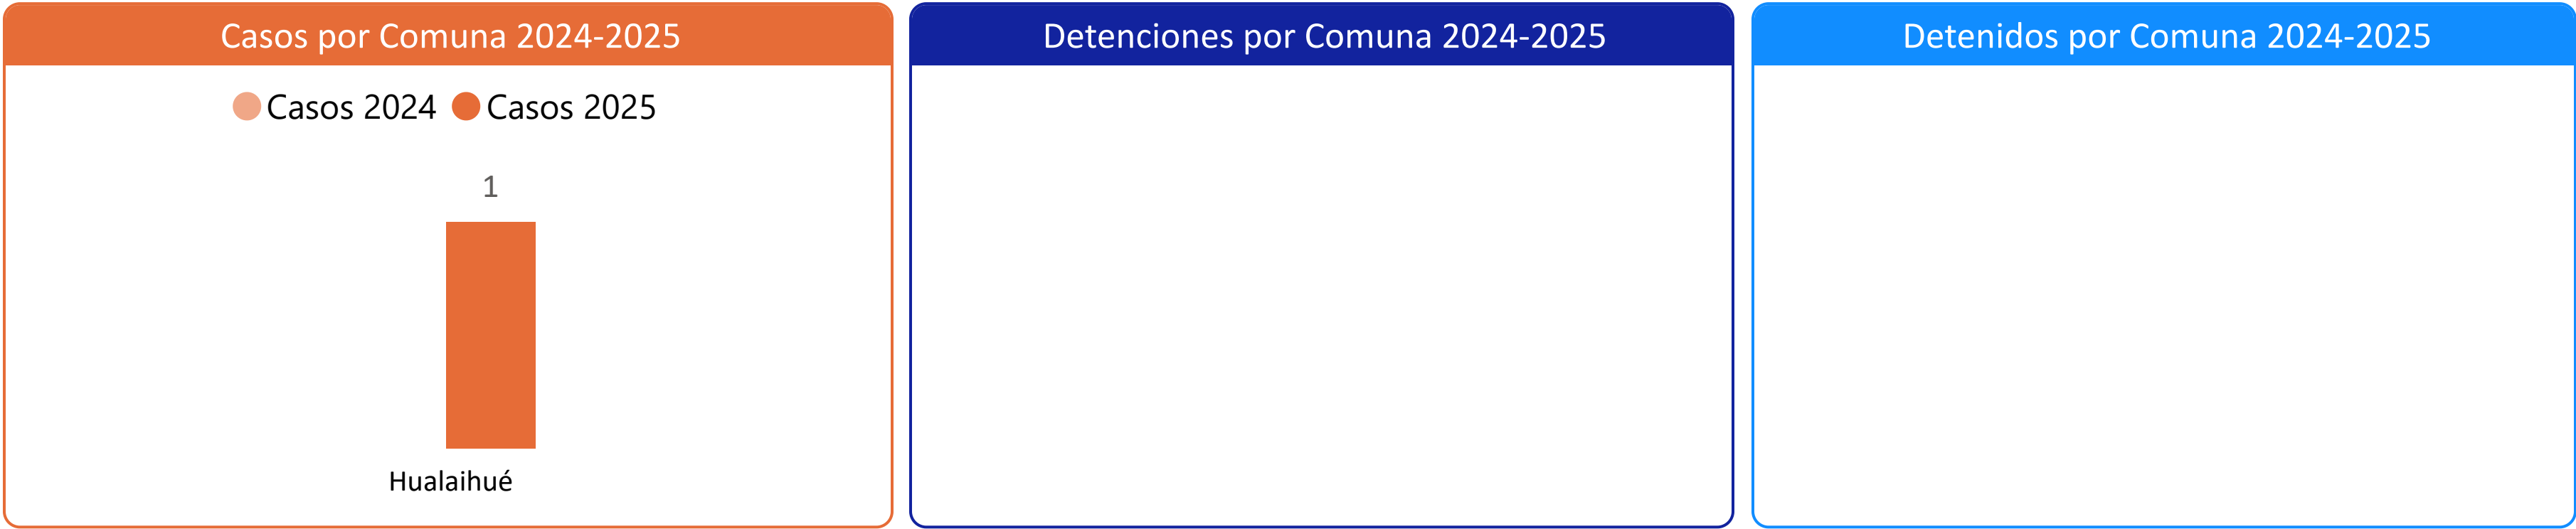 Casos por Comuna 2024-2025
Casos 2024 Casos 2025
1
Hualaihué
Detenciones por Comuna 2024-2025
Detenidos por Comuna 2024-2025